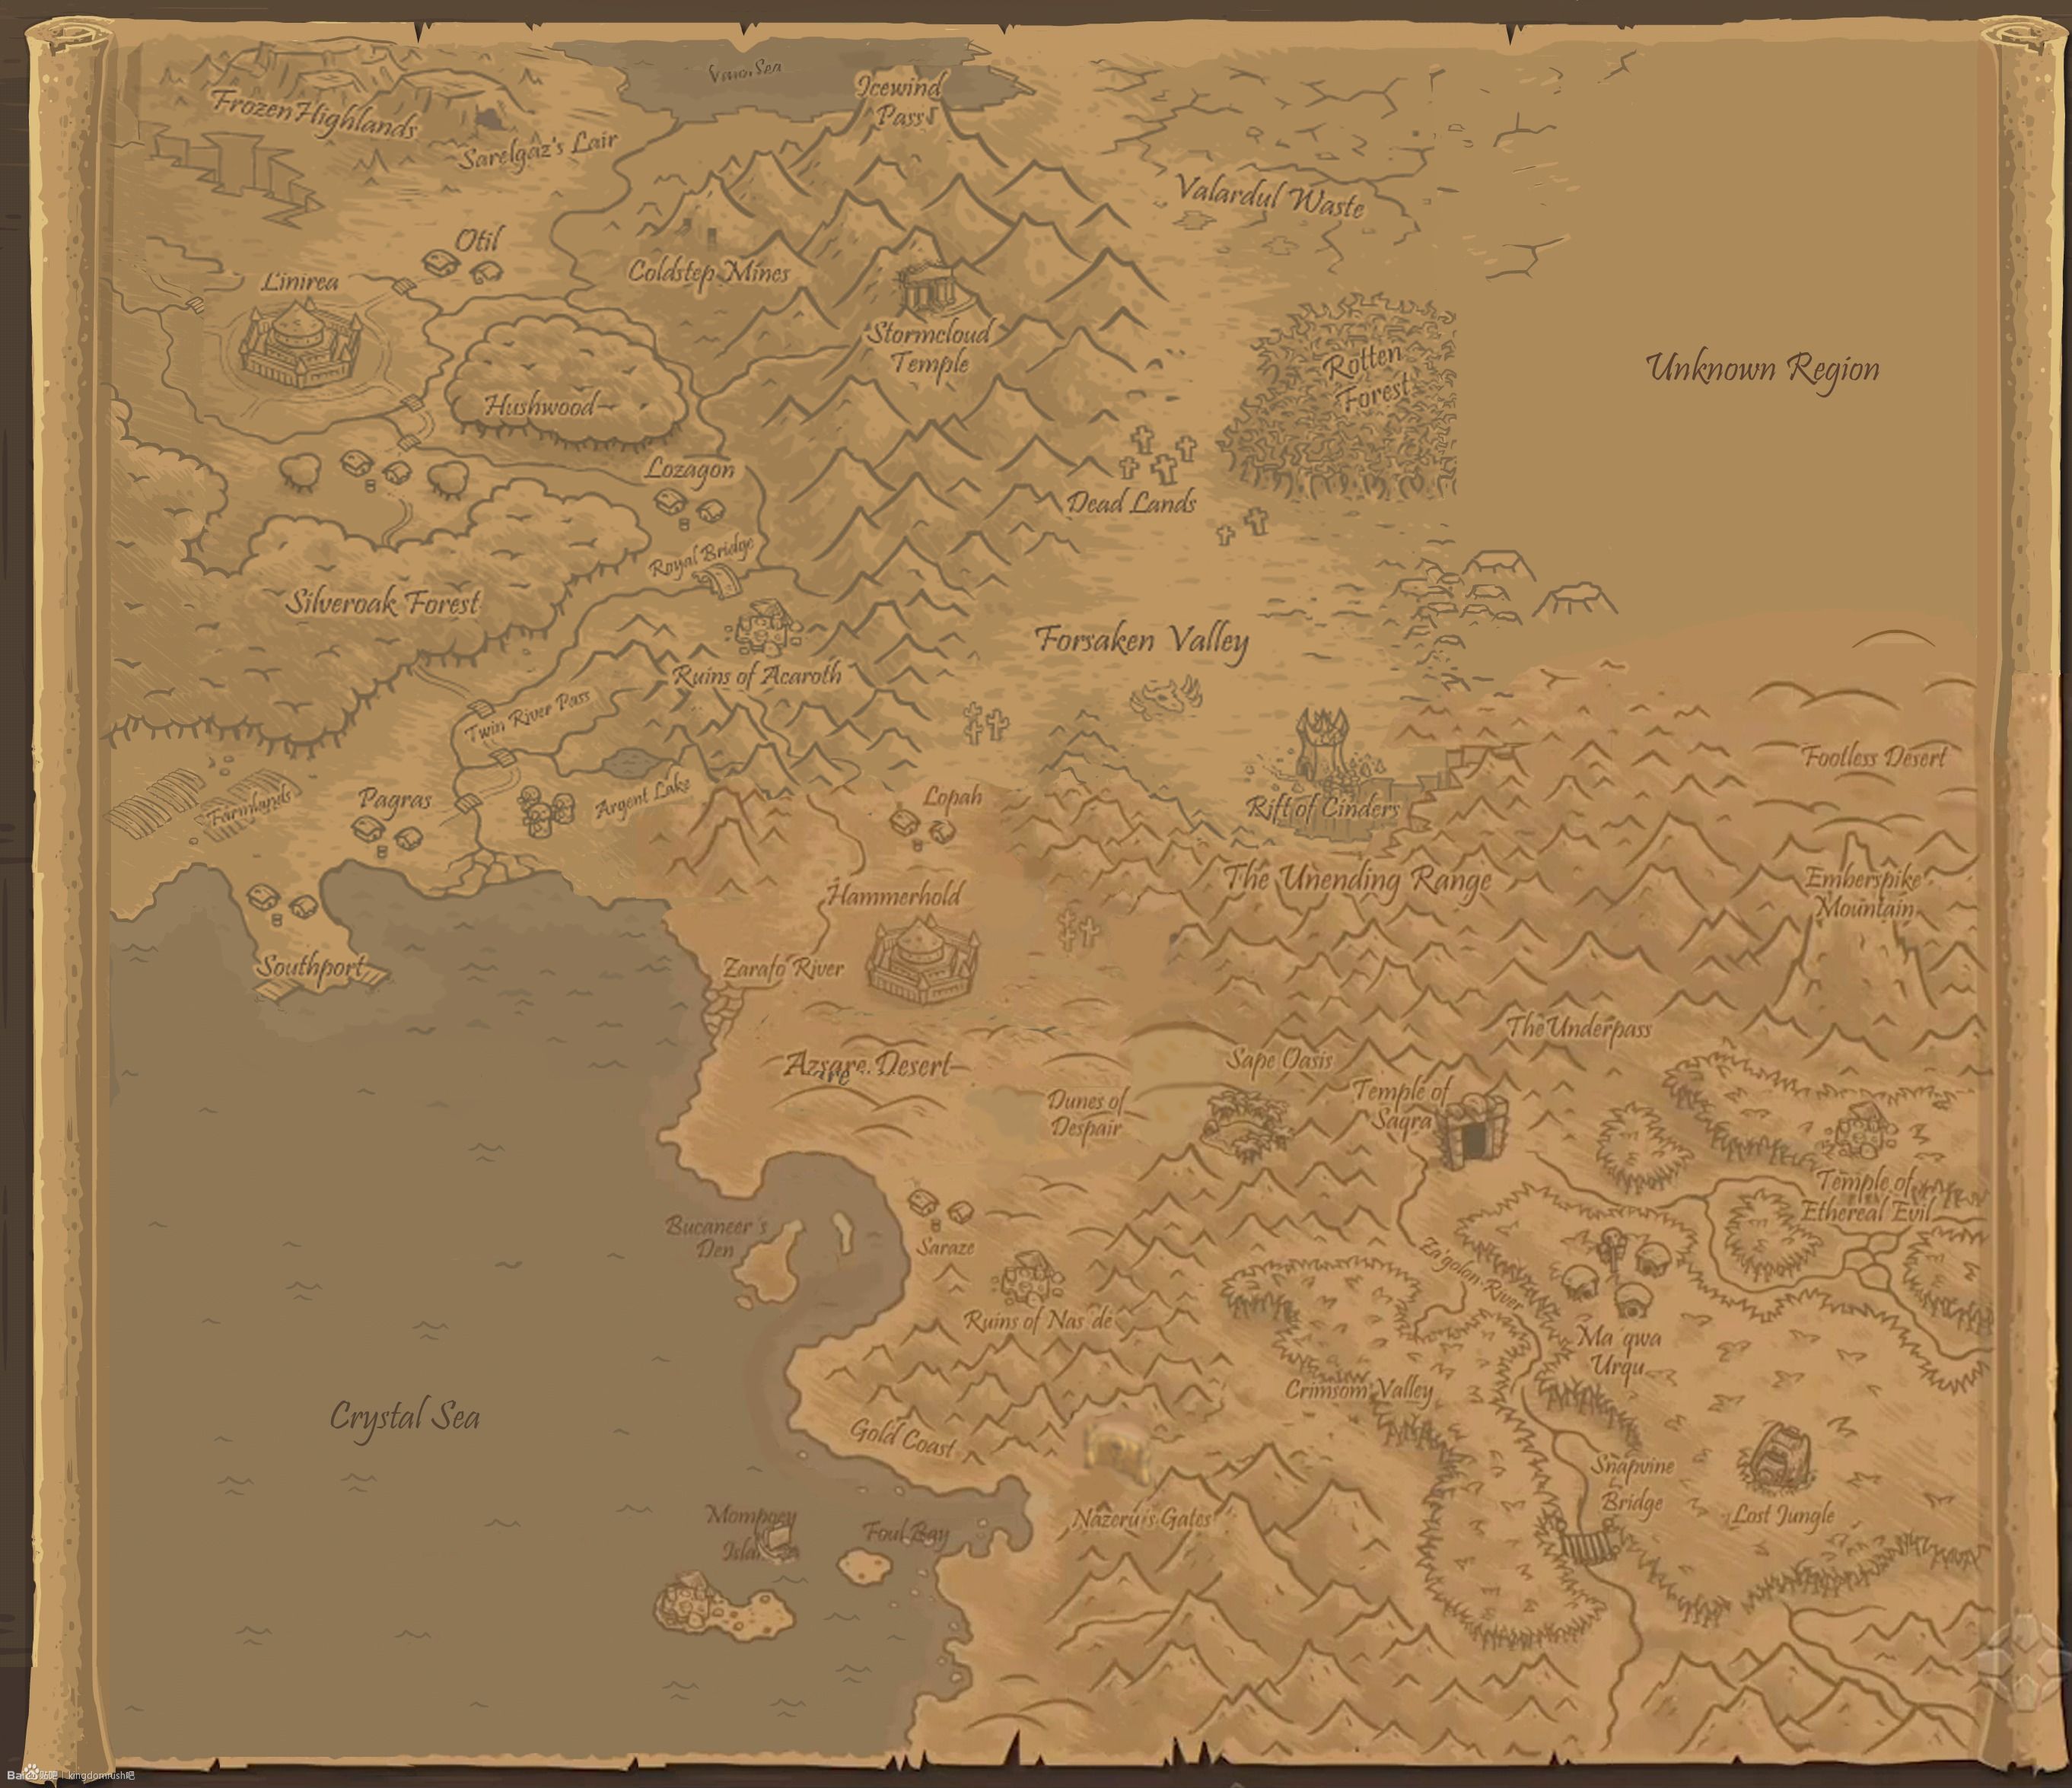 Sea
Icewind
Pass
Frozen Highlands
Sarelgaz's Lair
Valardul Waste
Otil
Coldstep Mines
Linirea
Stormcloud
Temple
Rotten
Forest
Unknown Region
Hushwood
Lozagon
Dead Lands
Royal Bridge
Silveroak Forest
Forsaken Valley
Ruins of Acaroth
Twin River Pass
Footless Desert
Argent Lake
Farmlands
Pagras
Lopah
Rift of Cinders
The Unending Range
Emberspike
Mountain
Hammerhold
Southport
Zarafo River
The Underpass
Azsare Desert
Sape Oasis
Dunes of
Despair
Temple of
Saqra
Temple of
Ethereal Evil
Bucaneer's
Den
Saraze
Za'golon River
Ruins of Nas de
Ma qwa
Urqu
Crimsom Valley
Crystal Sea
Gold Coast
Snapvine
Bridge
Nazeru's Gates
Lost Jungle
Foul Bay
kingdomrush吧